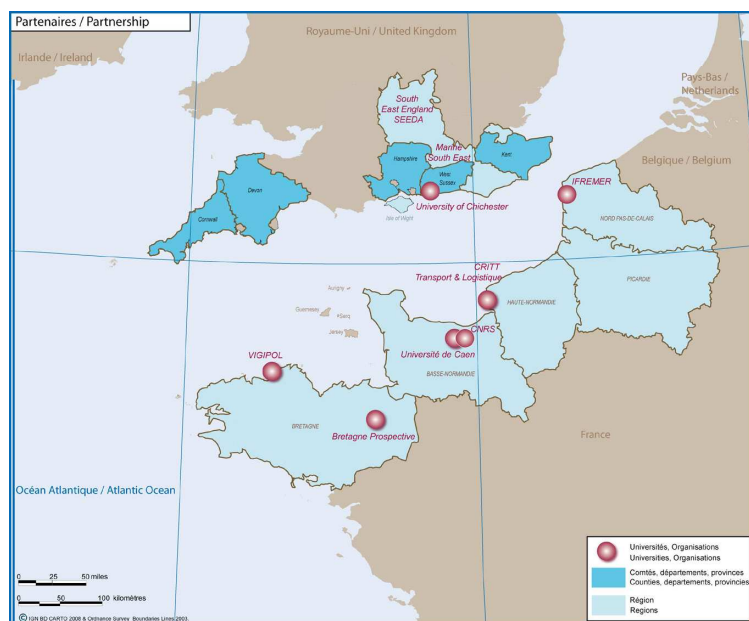 Partenaires / Partnership
Royaume-Uni / United Kingdom
Irlande / Ireland
Pays-Bas /
Netherlands
South
East England
SEEDA
Marine
South East
Hampshire
West
Sussex
Kent
Belgique / Belgium
Devon
Cornwall
IFREMER
University of Chichester
Isle of Wight
NORD PAS-DE-CALAIS
CRITT
Transport & Logistique
PICARDIE
HAUTE-NORMANDIE
Aurigny
Guernesey
Serq
Jersey
CNRS
Université de Caen
VIGIPOL
BASSE-NORMANDIE
BRETAGNE
Bretagne Prospective
France
Océan Atlantique / Atlantic Ocean
Universités, Organisations
Universities, Organisations
Comtés, départements, provinces
Counties, departements, provincies
Région
Regions
0 25 50 miles
0 50 100 kilomètres
© IGN BD CARTO 2008 & Ordnance Survey Boundaries Lines 2003.